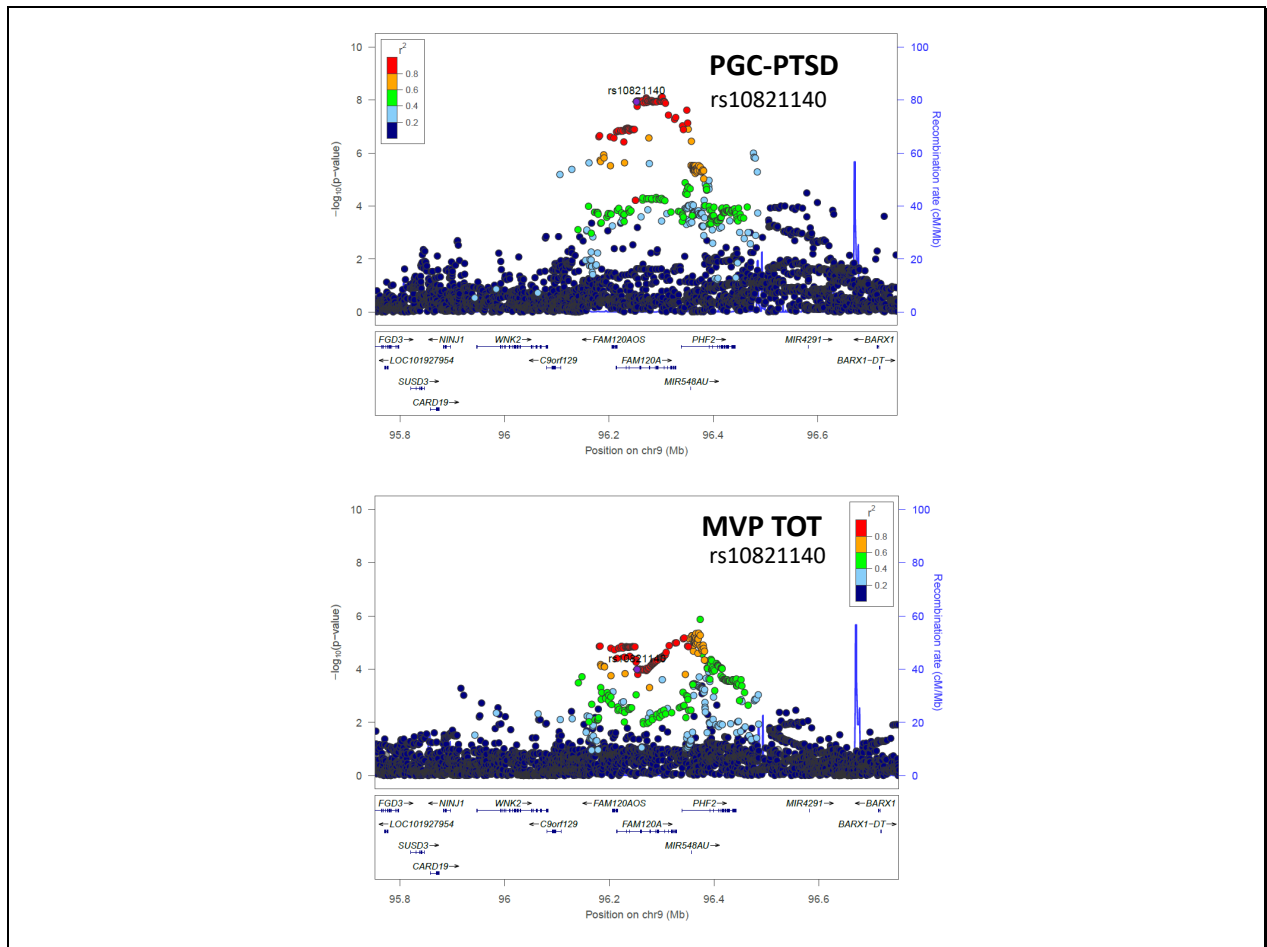 PGC-PTSD
rs10821140
r²
0.8
0.6
0.4
0.2
rs10821140
10
8
6
4
2
0
−log₁₀(p−value)
100
80
60
40
20
0
Recombination rate (cM/Mb)
FGD3→
←NINJ1
WNK2→
←FAM120AOS
PHF2→
MIR4291→
←BARX1
←LOC101927954
←C9orf129
FAM120A→
BARX1−DT→
SUSD3→
MIR548AU→
CARD19→
95.8
96
96.2
96.4
96.6
Position on chr9 (Mb)
MVP TOT
rs10821140
r²
0.8
0.6
0.4
0.2
rs10821140
10
8
6
4
2
0
−log₁₀(p−value)
100
80
60
40
20
0
Recombination rate (cM/Mb)
FGD3→
←NINJ1
WNK2→
←FAM120AOS
PHF2→
MIR4291→
←BARX1
←LOC101927954
←C9orf129
FAM120A→
BARX1−DT→
SUSD3→
MIR548AU→
CARD19→
95.8
96
96.2
96.4
96.6
Position on chr9 (Mb)